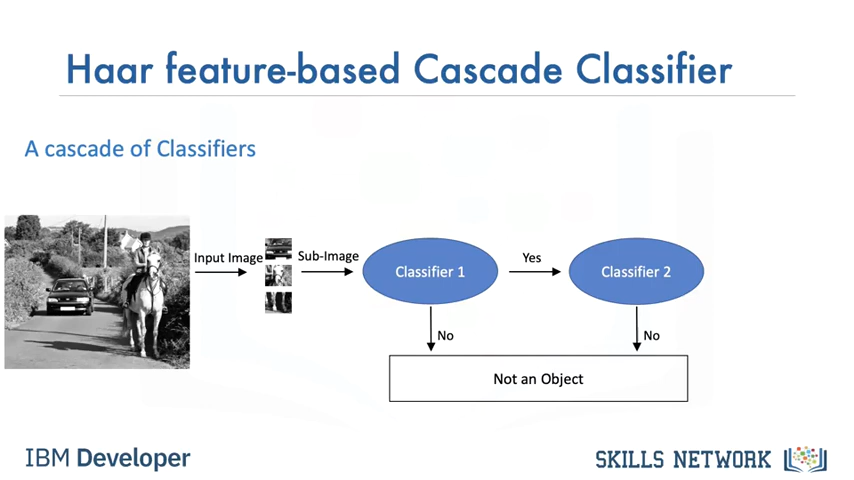 Haar feature-based Cascade Classifier
A cascade of Classifiers
Input Image
Sub-Image
Classifier 1
Yes
Classifier 2
No
No
Not an Object
IBM Developer
SKILLS NETWORK